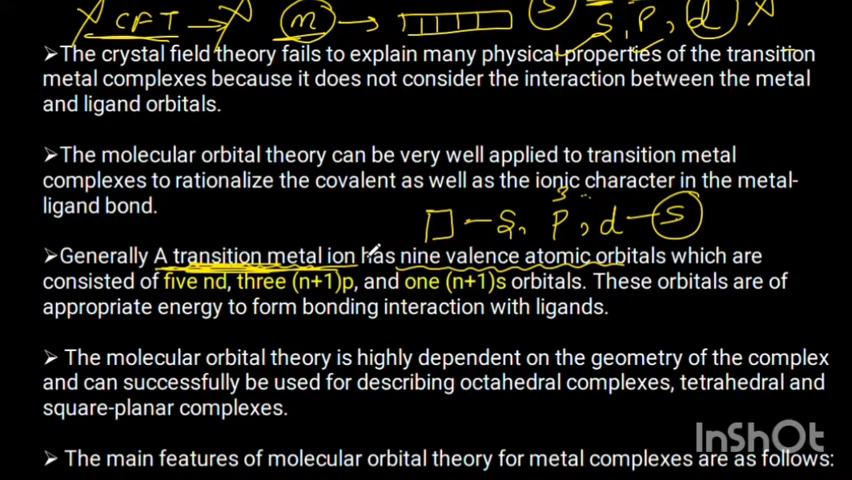 CFT → m → S S, P, d
➤The crystal field theory fails to explain many physical properties of the transition
metal complexes because it does not consider the interaction between the metal
and ligand orbitals.
➤The molecular orbital theory can be very well applied to transition metal
complexes to rationalize the covalent as well as the ionic character in the metal-
ligand bond.
S, P, d - 5
3
➤Generally A transition metal ion has nine valence atomic orbitals which are
consisted of five nd, three (n+1)p, and one (n+1)s orbitals. These orbitals are of
appropriate energy to form bonding interaction with ligands.
➤ The molecular orbital theory is highly dependent on the geometry of the complex
and can successfully be used for describing octahedral complexes, tetrahedral and
square-planar complexes.
InShOt
➤ The main features of molecular orbital theory for metal complexes are as follows: